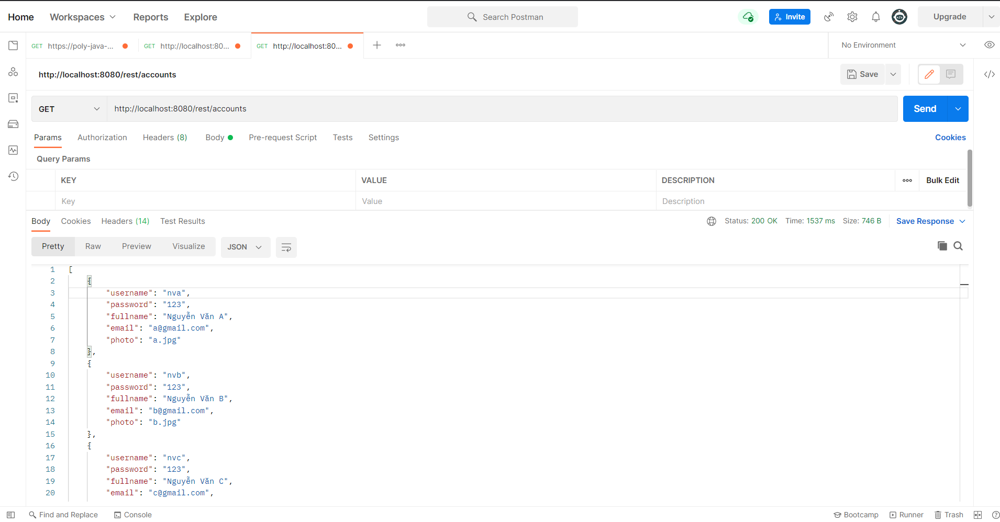 Home Workspaces Reports Explore Search Postman Invite Upgrade
GET https://poly-java-... GET http://localhost:80... GET http://localhost:80... No Environment
http://localhost:8080/rest/accounts Save
GET http://localhost:8080/rest/accounts Send
Params Authorization Headers (8) Body Pre-request Script Tests Settings Cookies
Query Params
KEY VALUE DESCRIPTION Bulk Edit
Key Value Description
Body Cookies Headers (14) Test Results Status: 200 OK Time: 1537 ms Size: 746 B Save Response
Pretty Raw Preview Visualize JSON
1 [
2 {
3 "username": "nva",
4 "password": "123",
5 "fullname": "Nguyễn Văn A",
6 "email": "a@gmail.com",
7 "photo": "a.jpg"
8 },
9 {
10 "username": "nvb",
11 "password": "123",
12 "fullname": "Nguyễn Văn B",
13 "email": "b@gmail.com",
14 "photo": "b.jpg"
15 },
16 {
17 "username": "nvc",
18 "password": "123",
19 "fullname": "Nguyễn Văn C",
20 "email": "c@gmail.com",
Find and Replace Console Bootcamp Runner Trash